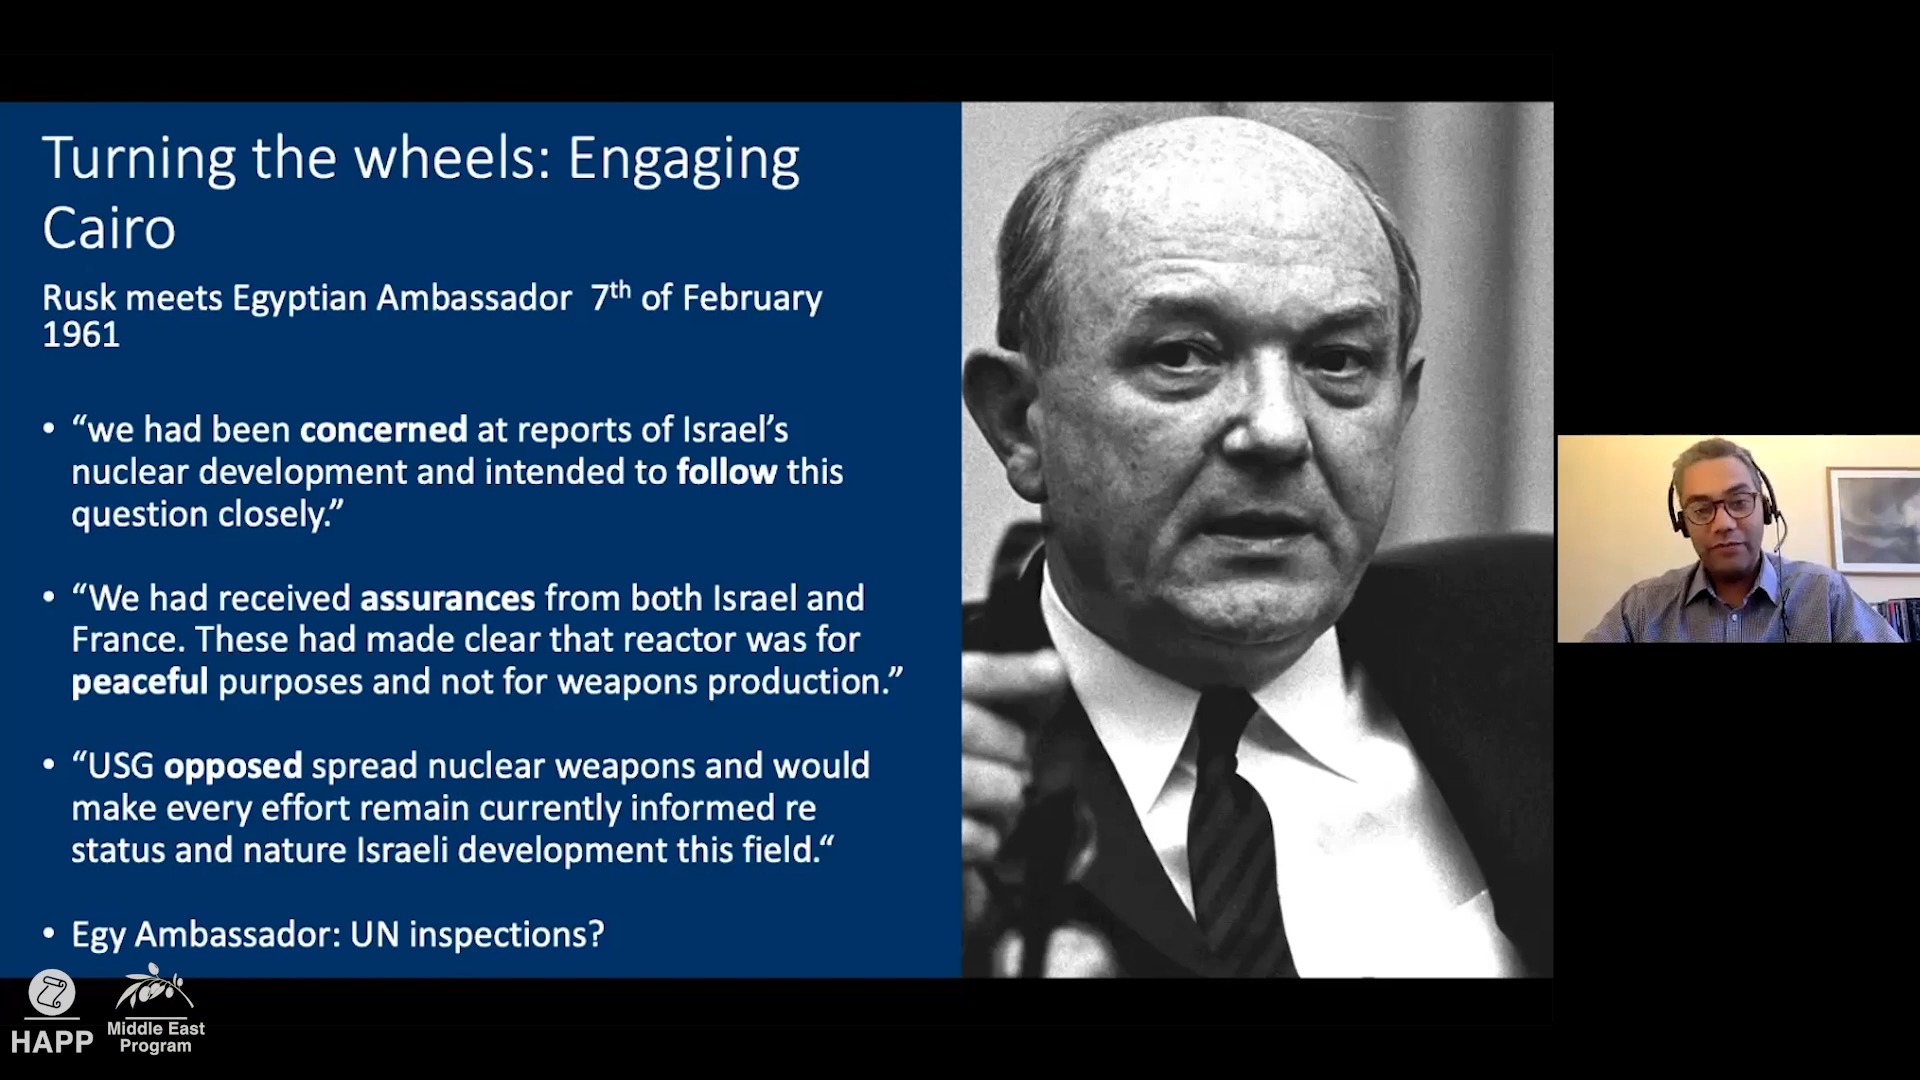 Turning the wheels: Engaging
Cairo
Rusk meets Egyptian Ambassador 7th of February
1961
• “we had been concerned at reports of Israel’s
nuclear development and intended to follow this
question closely.”
• “We had received assurances from both Israel and
France. These had made clear that reactor was for
peaceful purposes and not for weapons production.”
• “USG opposed spread nuclear weapons and would
make every effort remain currently informed re
status and nature Israeli development this field.“
• Egy Ambassador: UN inspections?
HAPP
Middle East
Program